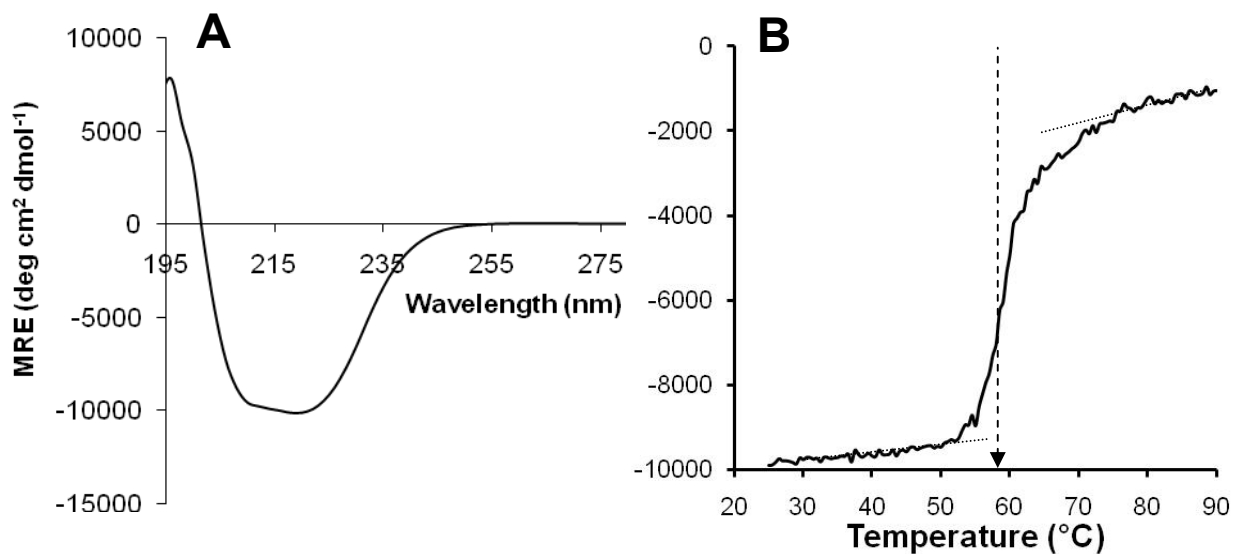 A
10000
5000
0
-5000
-10000
-15000
195 215 235 255 275
Wavelength (nm)
MRE (deg cm² dmol⁻¹)
B
0
-2000
-4000
-6000
-8000
-10000
20 30 40 50 60 70 80 90
Temperature (°C)